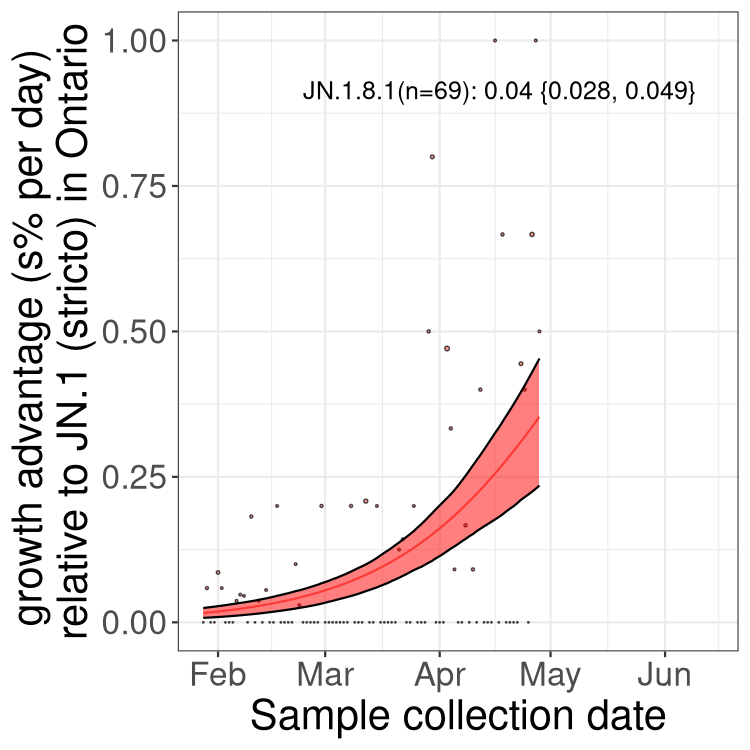 growth advantage (s% per day)
relative to JN.1 (stricto) in Ontario
1.00
JN.1.8.1(n=69): 0.04 {0.028, 0.049}
0.75
0.50
0.25
0.00
Feb Mar Apr May Jun
Sample collection date